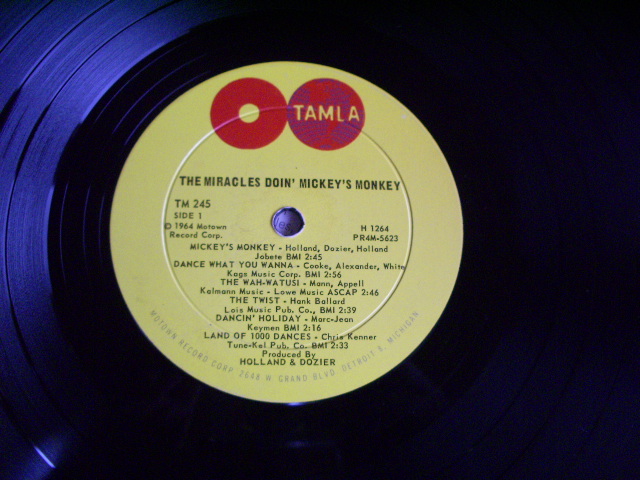 TAMLA
THE MIRACLES DOIN' MICKEY'S MONKEY
TM 245
SIDE 1
© 1964 Motown
Record Corp.
H 1264
PR4M-5623
MICKEY'S MONKEY - Holland, Dozier, Holland
Jobete BMI 2:45
DANCE WHAT YOU WANNA - Cooke, Alexander, White
Kags Music Corp. BMI 2:56
THE WAH-WATUSI - Mann, Appell
Kalmann Music - Lowe Music ASCAP 2:46
THE TWIST - Hank Ballard
Lois Music Pub. Co., BMI 2:39
DANCIN' HOLIDAY - Marc-Jean
Keymen BMI 2:16
LAND OF 1000 DANCES - Chris Kenner
Tune-Kel Pub. Co. BMI 2:33
Produced By
HOLLAND & DOZIER
MOTOWN RECORD CORP. 2648 W. GRAND BLVD. DETROIT 8, MICHIGAN